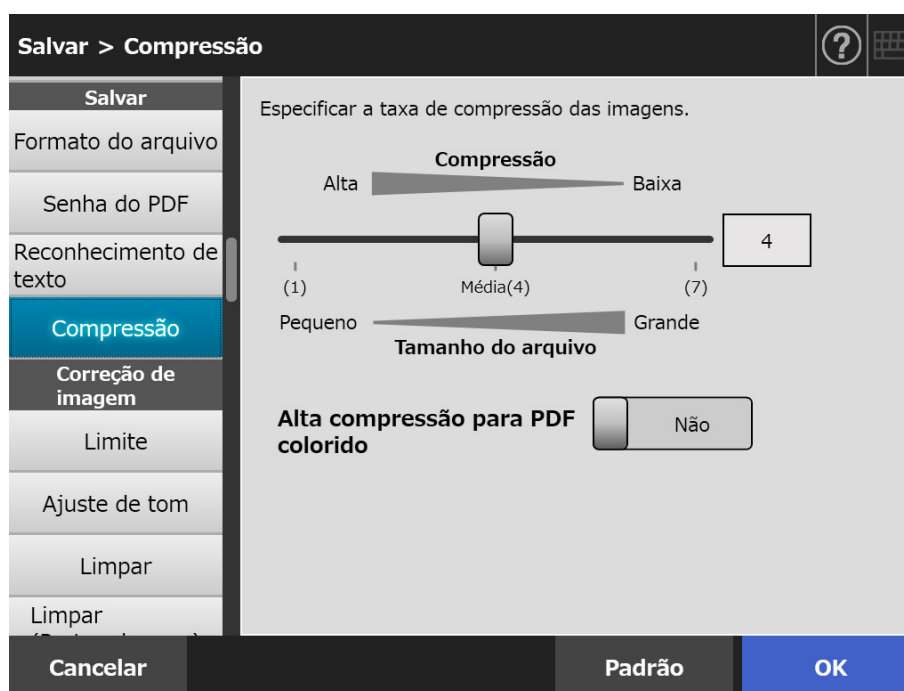 Salvar > Compressão
?
Salvar
Formato do arquivo
Senha do PDF
Reconhecimento de
texto
Compressão
Correção de
imagem
Limite
Ajuste de tom
Limpar
Limpar
Especificar a taxa de compressão das imagens.
Compressão
Alta
Baixa
4
(1)
Média(4)
(7)
Pequeno
Grande
Tamanho do arquivo
Alta compressão para PDF
colorido
Não
Cancelar
Padrão
OK